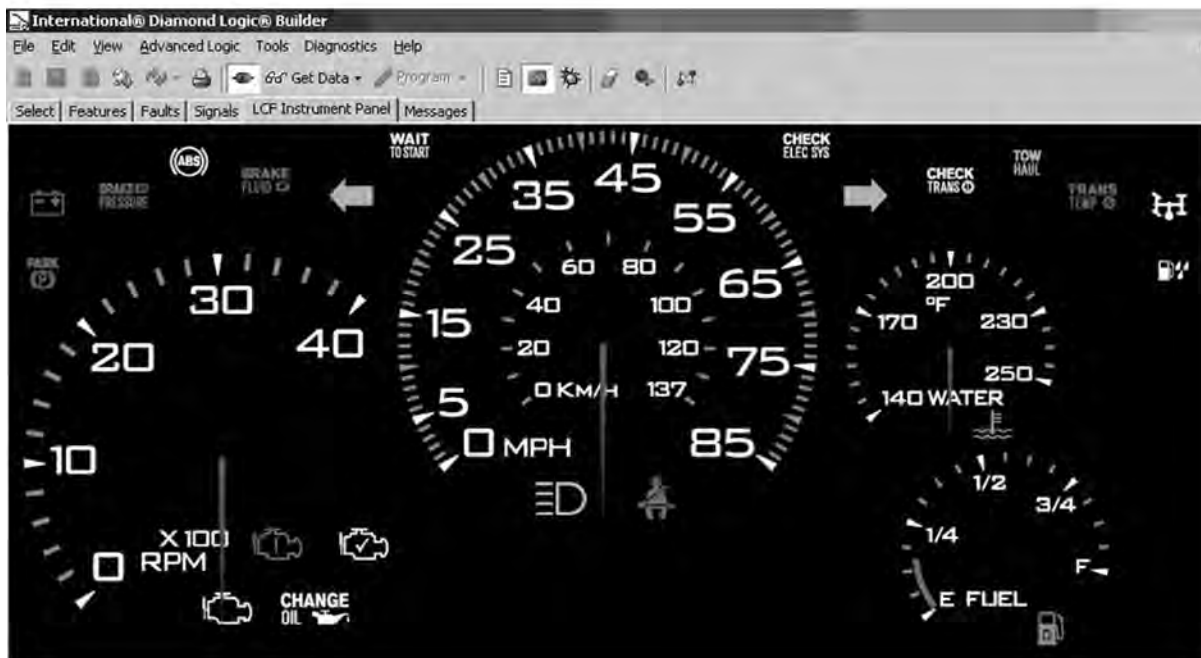 International® Diamond Logic® Builder
File Edit View Advanced Logic Tools Diagnostics Help
Get Data Program
Select Features Faults Signals LCF Instrument Panel Messages
ABS
BRAKE
PRESSURE
BRAKE
FLUID
WAIT
TO START
CHECK
ELEC SYS
CHECK
TRANS
TOW
HAUL
TRANS
TEMP
PARK
P
0
10
20
30
40
X 100
RPM
CHANGE
OIL
0 MPH
5
15
25
35
45
55
65
75
85
0 KM/H
20
40
60
80
100
120
137
140 WATER
170
200
°F
230
250
E FUEL
1/4
1/2
3/4
F